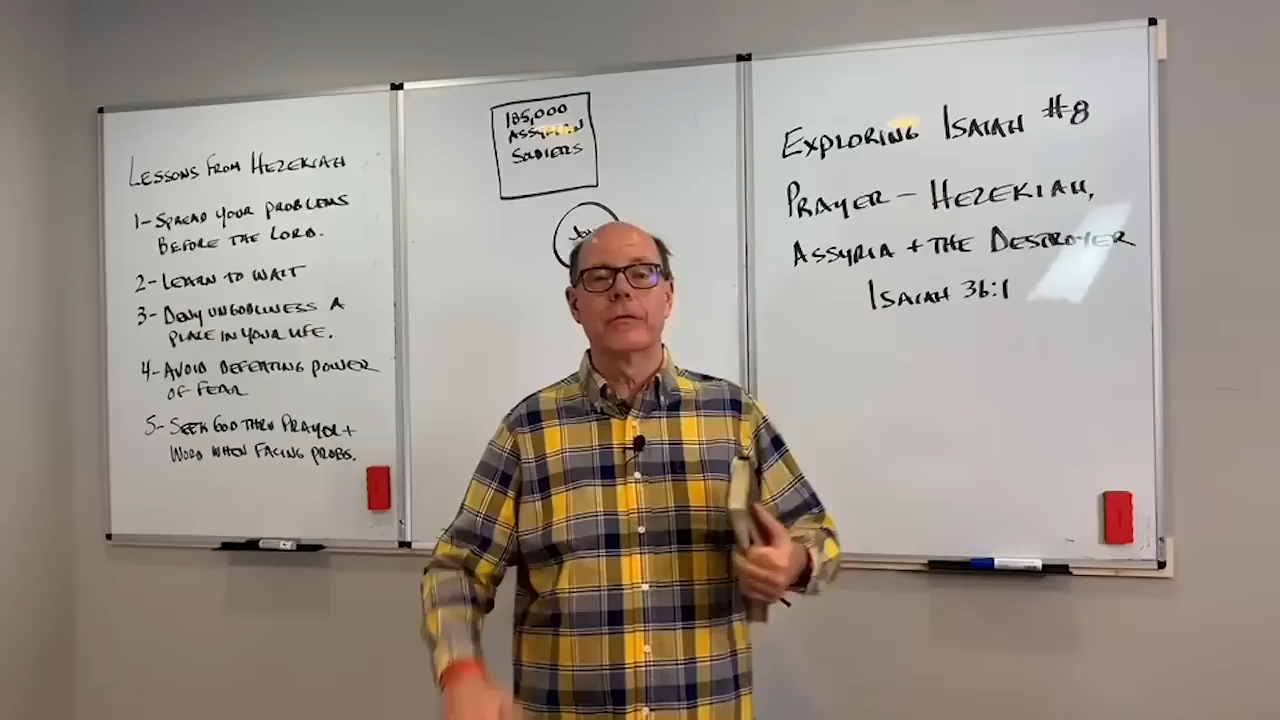 LESSONS FROM HEZEKIAH
1- SPREAD YOUR PROBLEMS
BEFORE THE LORD.
2- LEARN TO WAIT
3- DENY UNGODLINESS A
PLACE IN YOUR LIFE.
4- AVOID DEFEATING POWER
OF FEAR
5- SEEK GOD THRU PRAYER +
WORD WHEN FACING PROBS.
185,000
ASSYRIAN
SOLDIERS
EXPLORING ISAIAH #8
PRAYER - HEZEKIAH,
ASSYRIA + THE DESTROYER
ISAIAH 36:1